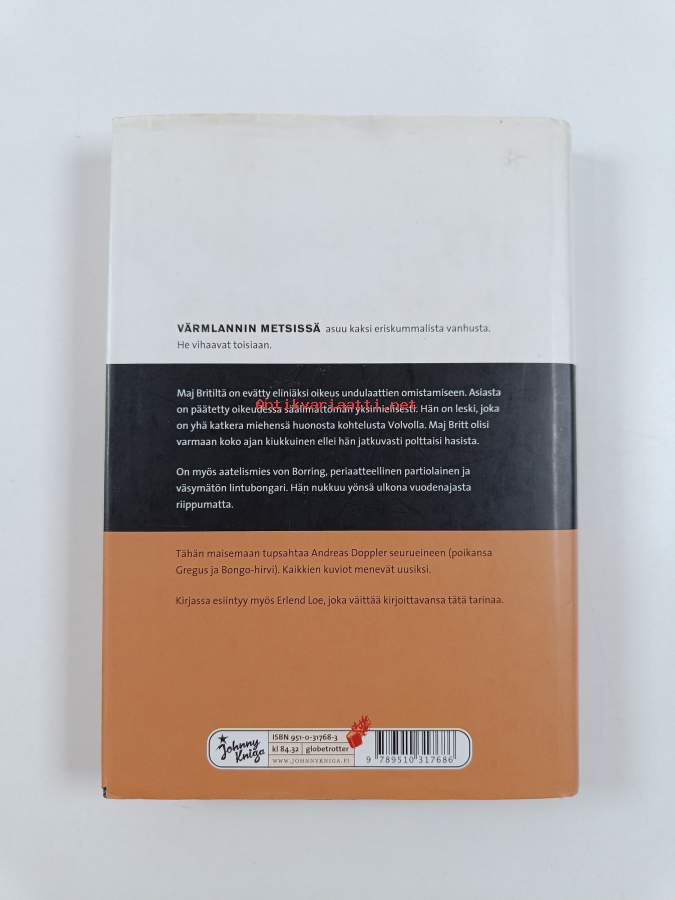 VÄRMLANNIN METSISSÄ asuu kaksi eriskummallista vanhusta.
He vihaavat toisiaan.
Maj Britiltä on evätty eliniäksi oikeus undulaattien omistamiseen. Asiasta
Antikvariaatti.net
on päätetty oikeudessa säälimättömän yksimielisesti. Hän on leski, joka
on yhä katkera miehensä huonosta kohtelusta Volvolla. Maj Britt olisi
varmaan koko ajan kiukkuinen ellei hän jatkuvasti polttaisi hasista.
On myös aatelismies von Borring, periaatteellinen partiolainen ja
väsymätön lintubongari. Hän nukkuu yönsä ulkona vuodenajasta
riippumatta.
Tähän maisemaan tupsahtaa Andreas Doppler seurueineen (poikansa
Gregus ja Bongo-hirvi). Kaikkien kuviot menevät uusiksi.
Kirjassa esiintyy myös Erlend Loe, joka väittää kirjoittavansa tätä tarinaa.
Johnny
Kniga
ISBN 951-0-31768-3
kl 84.32 globetrotter
WWW.JOHNNYKNIGA.FI
9 789510 317686